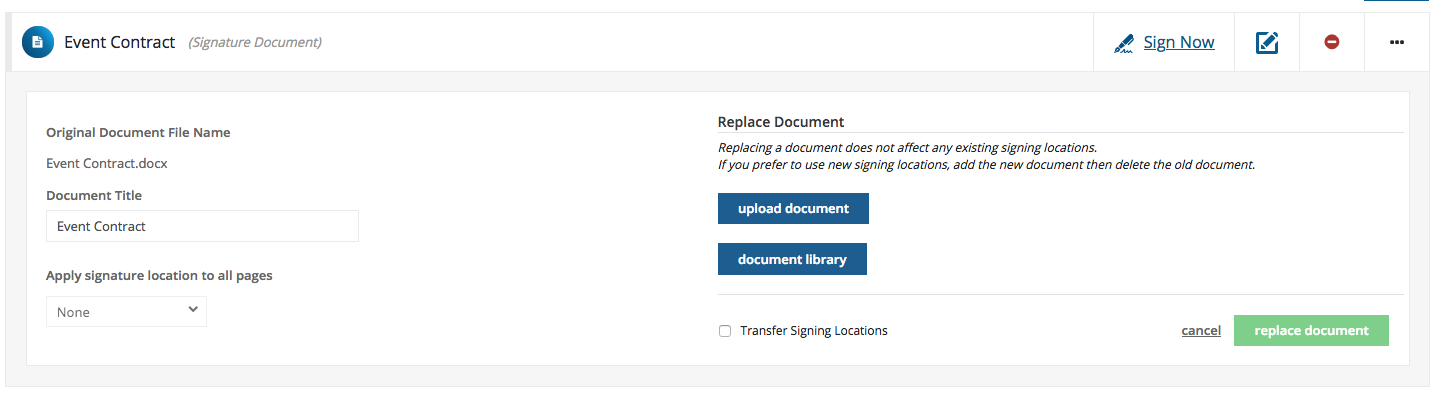 Event Contract (Signature Document)
Sign Now
Original Document File Name
Event Contract.docx
Document Title
Event Contract
Apply signature location to all pages
None
Replace Document
Replacing a document does not affect any existing signing locations.
If you prefer to use new signing locations, add the new document then delete the old document.
upload document
document library
Transfer Signing Locations
cancel
replace document